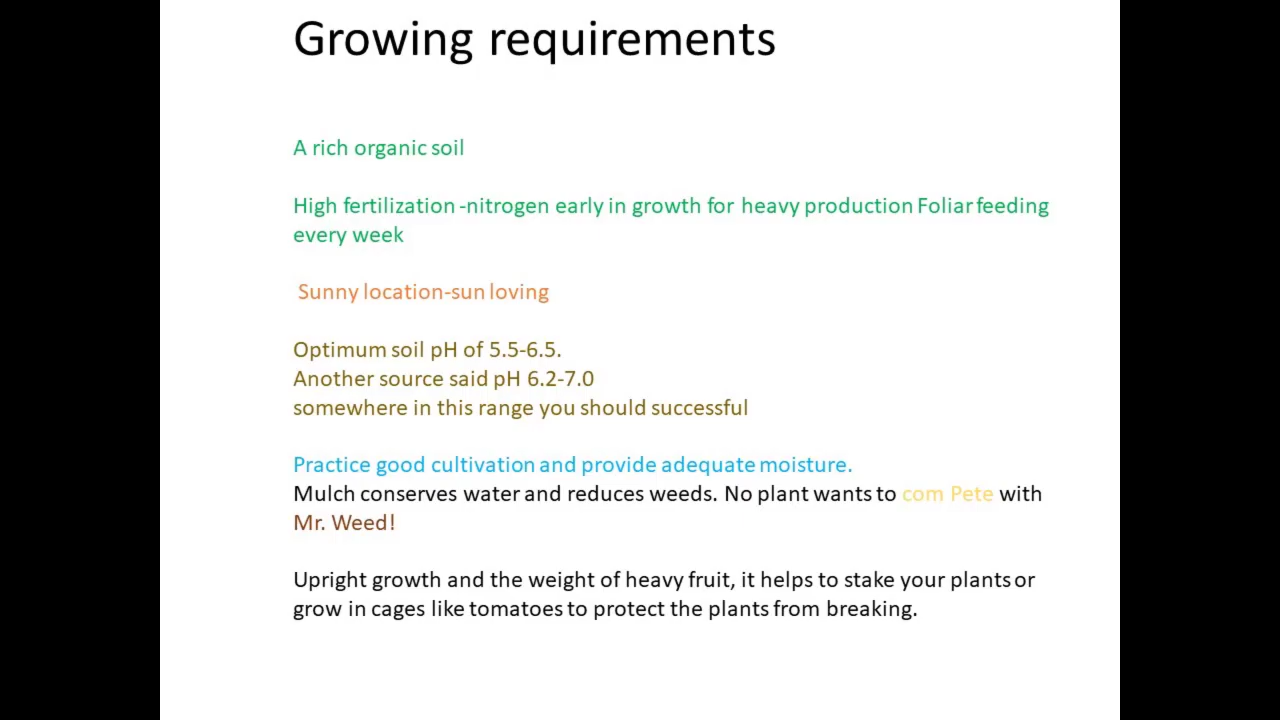 Growing requirements
A rich organic soil
High fertilization -nitrogen early in growth for heavy production Foliar feeding
every week
Sunny location-sun loving
Optimum soil pH of 5.5-6.5.
Another source said pH 6.2-7.0
somewhere in this range you should successful
Practice good cultivation and provide adequate moisture.
Mulch conserves water and reduces weeds. No plant wants to com Pete with
Mr. Weed!
Upright growth and the weight of heavy fruit, it helps to stake your plants or
grow in cages like tomatoes to protect the plants from breaking.